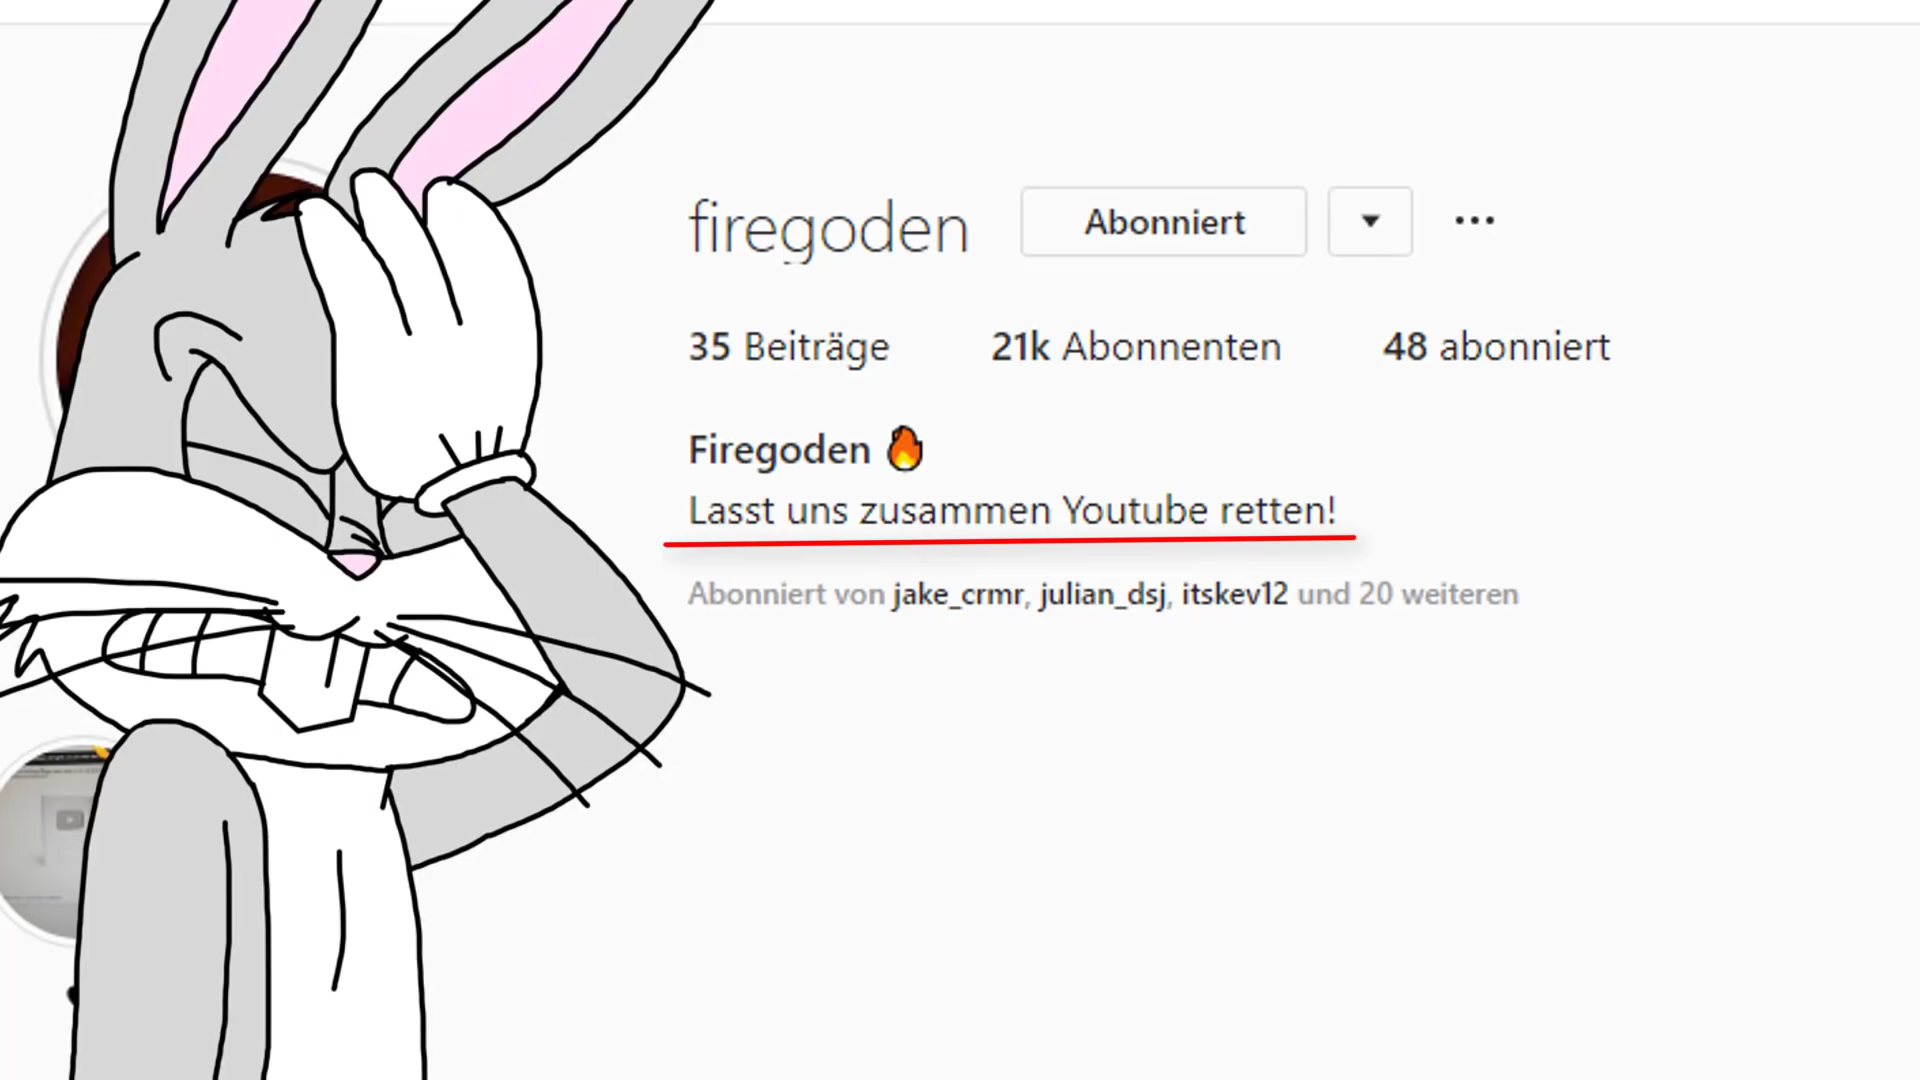 firegoden Abonniert
35 Beiträge 21k Abonnenten 48 abonniert
Firegoden 🔥
Lasst uns zusammen Youtube retten!
Abonniert von jake_crmr, julian_dsj, itskev12 und 20 weiteren